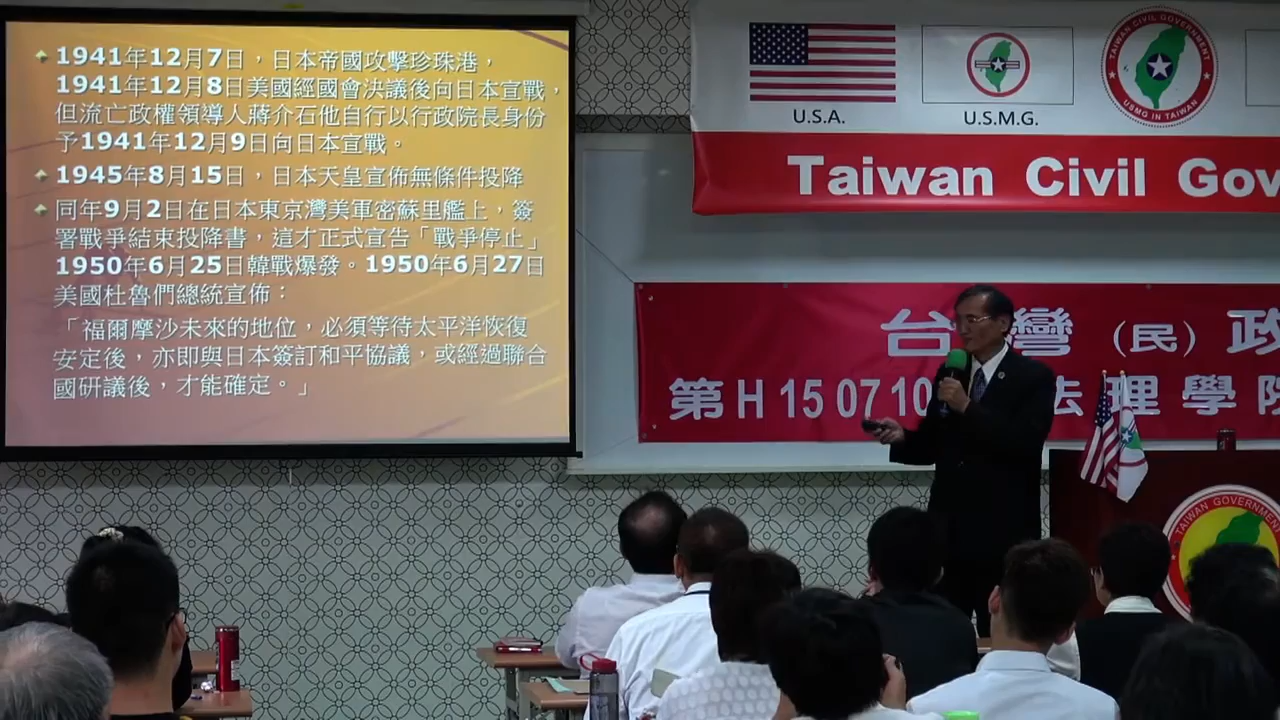 1941年12月7日，日本帝國攻擊珍珠港，
1941年12月8日美國經國會決議後向日本宣戰，
但流亡政權領導人蔣介石他自行以行政院長身份
予1941年12月9日向日本宣戰。
1945年8月15日，日本天皇宣佈無條件投降
同年9月2日在日本東京灣美軍密蘇里艦上，簽
署戰爭結束投降書，這才正式宣告「戰爭停止」
1950年6月25日韓戰爆發。1950年6月27日
美國杜魯們總統宣佈：
「福爾摩沙未來的地位，必須等待太平洋恢復
安定後，亦即與日本簽訂和平協議，或經過聯合
國研議後，才能確定。」
U.S.A.
U.S.M.G.
TAIWAN CIVIL GOVERNMENT
USMG IN TAIWAN
Taiwan Civil Gov
台灣（民）政
第H 15 07 10 法理學院
TAIWAN GOVERNMENT